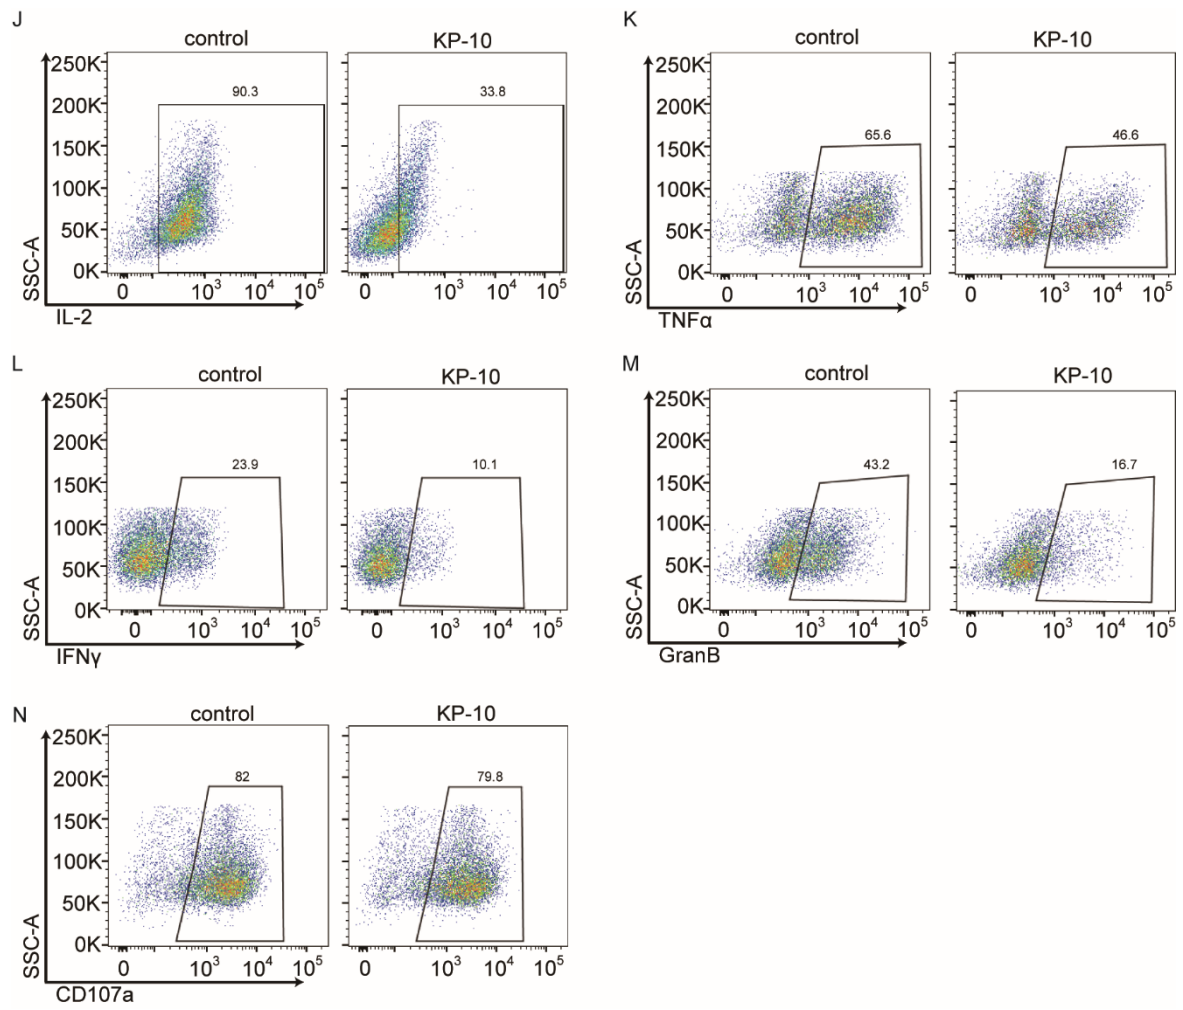 J
control
KP-10
250K
200K
150K
100K
50K
0K
90.3
33.8
SSC-A
0 10³ 10⁴ 10⁵
0 10³ 10⁴ 10⁵
IL-2
K
control
KP-10
250K
200K
150K
100K
50K
0K
65.6
46.6
SSC-A
0 10³ 10⁴ 10⁵
0 10³ 10⁴ 10⁵
TNFα
L
control
KP-10
250K
200K
150K
100K
50K
0K
23.9
10.1
SSC-A
0 10³ 10⁴ 10⁵
0 10³ 10⁴ 10⁵
IFNγ
M
control
KP-10
250K
200K
150K
100K
50K
0K
43.2
16.7
SSC-A
0 10³ 10⁴ 10⁵
0 10³ 10⁴ 10⁵
GranB
N
control
KP-10
250K
200K
150K
100K
50K
0K
82
79.8
SSC-A
0 10³ 10⁴ 10⁵
0 10³ 10⁴ 10⁵
CD107a